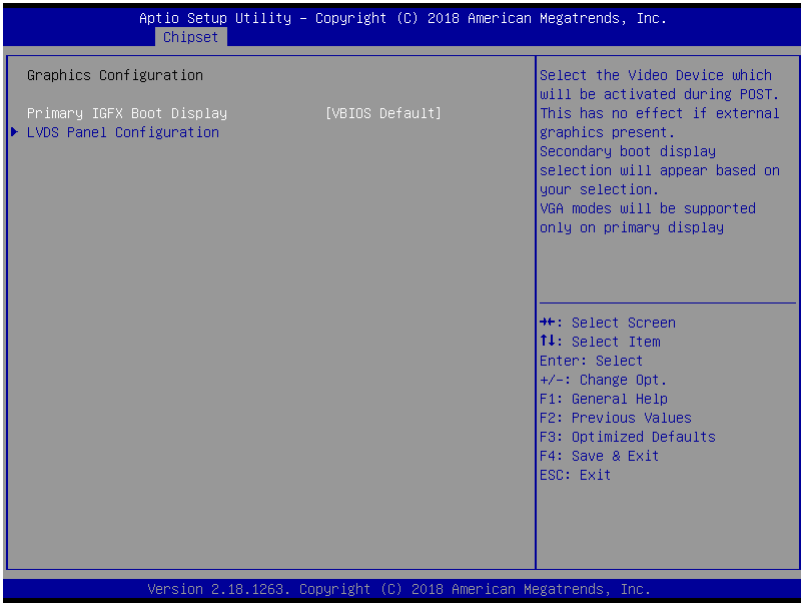 Aptio Setup Utility – Copyright (C) 2018 American Megatrends, Inc.
Chipset
Graphics Configuration
Primary IGFX Boot Display [VBIOS Default]
LVDS Panel Configuration
Select the Video Device which
will be activated during POST.
This has no effect if external
graphics present.
Secondary boot display
selection will appear based on
your selection.
VGA modes will be supported
only on primary display
→←: Select Screen
↑↓: Select Item
Enter: Select
+/-: Change Opt.
F1: General Help
F2: Previous Values
F3: Optimized Defaults
F4: Save & Exit
ESC: Exit
Version 2.18.1263. Copyright (C) 2018 American Megatrends, Inc.